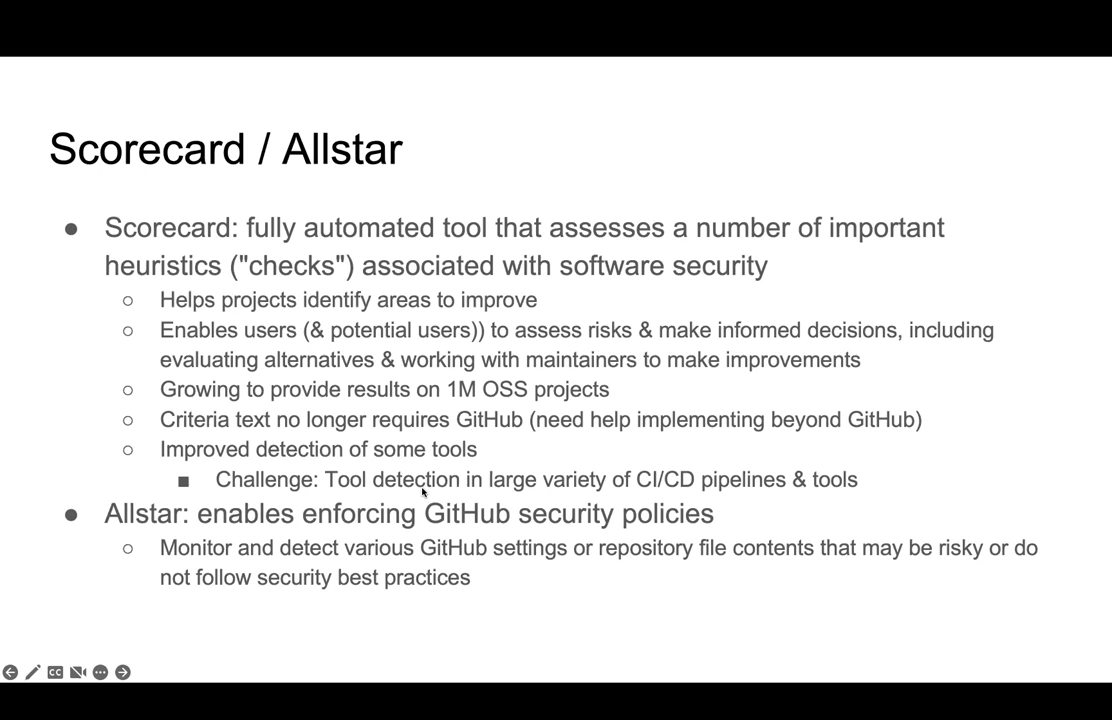 Scorecard / Allstar
● Scorecard: fully automated tool that assesses a number of important
heuristics ("checks") associated with software security
○ Helps projects identify areas to improve
○ Enables users (& potential users)) to assess risks & make informed decisions, including
evaluating alternatives & working with maintainers to make improvements
○ Growing to provide results on 1M OSS projects
○ Criteria text no longer requires GitHub (need help implementing beyond GitHub)
○ Improved detection of some tools
■ Challenge: Tool detection in large variety of CI/CD pipelines & tools
● Allstar: enables enforcing GitHub security policies
○ Monitor and detect various GitHub settings or repository file contents that may be risky or do
not follow security best practices
CC